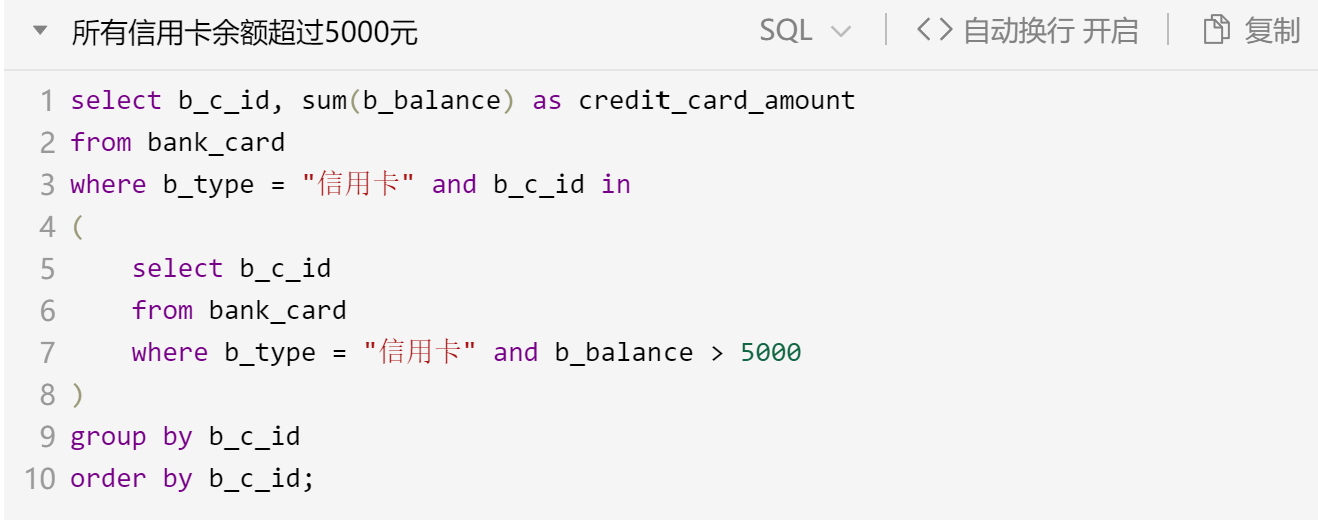 所有信用卡余额超过5000元 SQL 自动换行 开启 复制
1 select b_c_id, sum(b_balance) as credit_card_amount
2 from bank_card
3 where b_type = "信用卡" and b_c_id in
4 (
5     select b_c_id
6     from bank_card
7     where b_type = "信用卡" and b_balance > 5000
8 )
9 group by b_c_id
10 order by b_c_id;